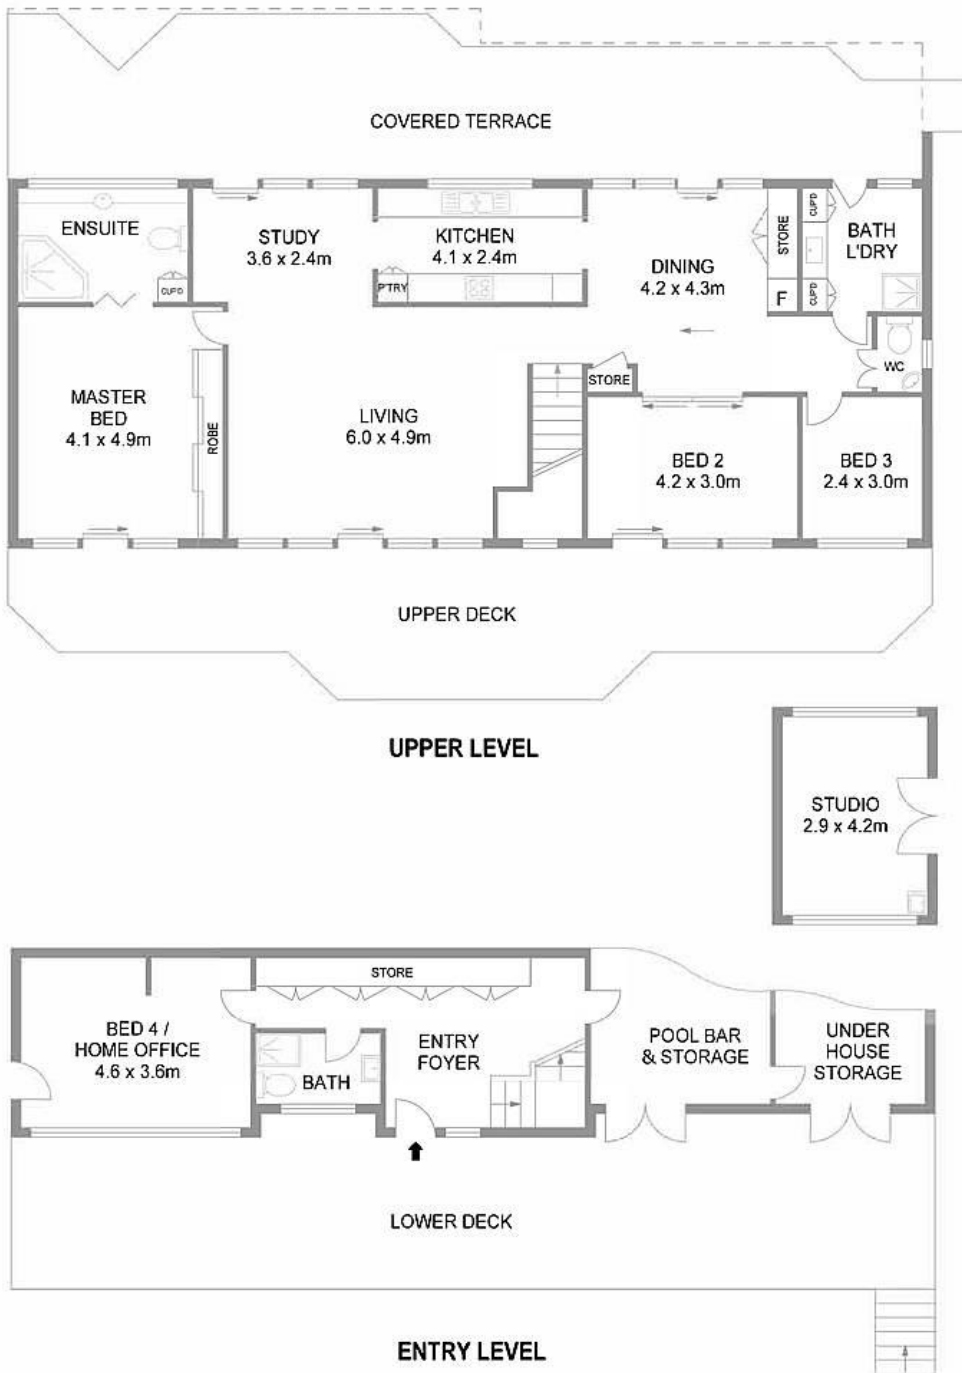 COVERED TERRACE
ENSUITE
CUP'D
STUDY
3.6 x 2.4m
KITCHEN
4.1 x 2.4m
P'TRY
DINING
4.2 x 4.3m
STORE
F
CUP'D
CUP'D
BATH
L'DRY
WC
MASTER
BED
4.1 x 4.9m
ROBE
LIVING
6.0 x 4.9m
STORE
BED 2
4.2 x 3.0m
BED 3
2.4 x 3.0m
UPPER DECK
UPPER LEVEL
STUDIO
2.9 x 4.2m
STORE
BED 4 /
HOME OFFICE
4.6 x 3.6m
BATH
ENTRY
FOYER
POOL BAR
& STORAGE
UNDER
HOUSE
STORAGE
LOWER DECK
ENTRY LEVEL